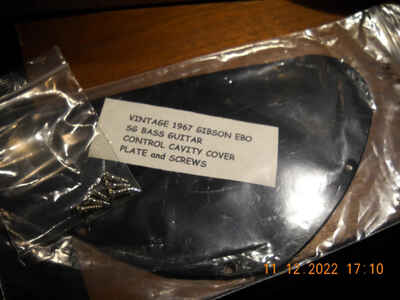 VINTAGE 1967 GIBSON EBO
SG BASS GUITAR
CONTROL CAVITY COVER
PLATE and SCREWS
11.12.2022 17:10